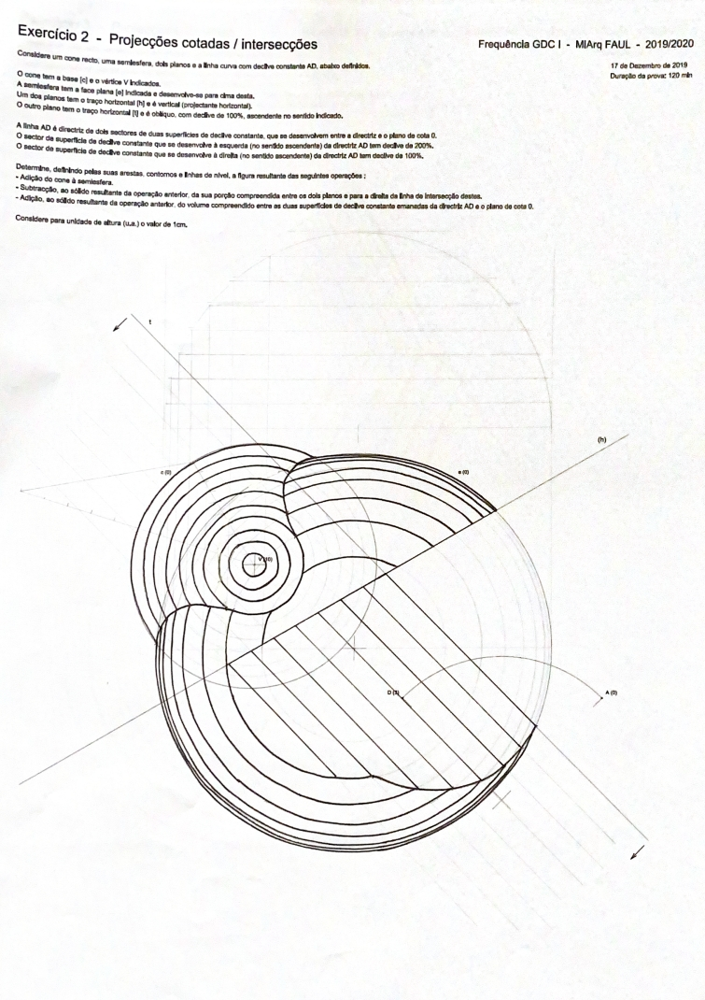 Exercício 2 - Projecções cotadas / intersecções
Frequência GDC I - MIArq FAUL - 2019/2020
17 de Dezembro de 2019
Duração da prova: 120 min
Considere um cone recto, uma semiesfera, dois planos e a linha curva com declive constante AD, abaixo definidos.
O cone tem a base [c] e o vértice V indicados.
A semiesfera tem a face plana [e] indicada e desenvolve-se para cima desta.
Um dos planos tem o traço horizontal [h] e é vertical (projectante horizontal).
O outro plano tem o traço horizontal [t] e é oblíquo, com declive de 100%, ascendente no sentido indicado.
A linha AD é directriz de dois sectores de duas superfícies de declive constante, que se desenvolvem entre a directriz e o plano de cota 0.
O sector de superfície de declive constante que se desenvolve à esquerda (no sentido ascendente) da directriz AD tem declive de 200%.
O sector de superfície de declive constante que se desenvolve à direita (no sentido ascendente) da directriz AD tem declive de 100%.
Determine, definindo pelas suas arestas, contornos e linhas de nível, a figura resultante das seguintes operações :
- Adição do cone à semiesfera.
- Subtracção, ao sólido resultante da operação anterior, da sua porção compreendida entre os dois planos e para a direita da linha de intersecção destes.
- Adição, ao sólido resultante da operação anterior, do volume compreendido entre as duas superfícies de declive constante emanadas da directriz AD e o plano de cota 0.
Considere para unidade de altura (u.a.) o valor de 1cm.
t
(h)
c (0)
e (0)
V (10)
D (3)
A (0)